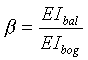 β = EI_bal / EI_bog